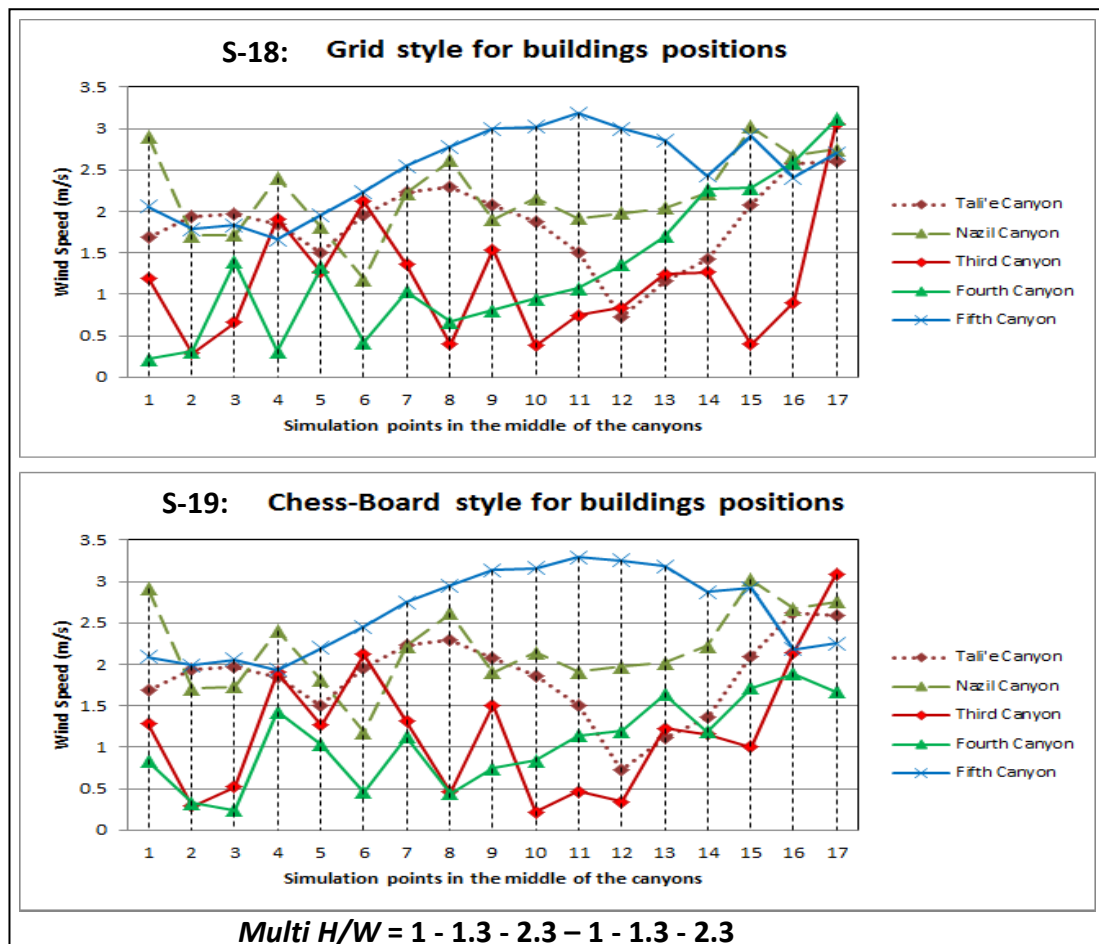 S-18: Grid style for buildings positions
3.5
3
2.5
2
1.5
1
0.5
0
Wind Speed (m/s)
1 2 3 4 5 6 7 8 9 10 11 12 13 14 15 16 17
Simulation points in the middle of the canyons
Tali'e Canyon
Nazil Canyon
Third Canyon
Fourth Canyon
Fifth Canyon
S-19: Chess-Board style for buildings positions
3.5
3
2.5
2
1.5
1
0.5
0
Wind Speed (m/s)
1 2 3 4 5 6 7 8 9 10 11 12 13 14 15 16 17
Simulation points in the middle of the canyons
Tali'e Canyon
Nazil Canyon
Third Canyon
Fourth Canyon
Fifth Canyon
Multi H/W = 1 - 1.3 - 2.3 – 1 - 1.3 - 2.3